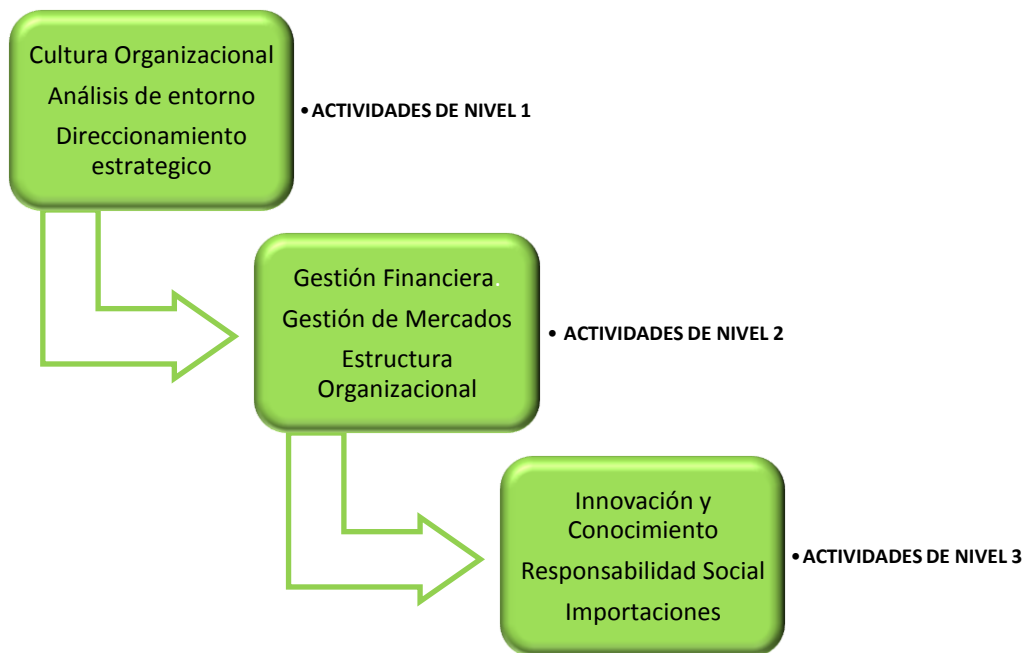 Cultura Organizacional
Análisis de entorno
Direccionamiento
estrategico
•ACTIVIDADES DE NIVEL 1
Gestión Financiera.
Gestión de Mercados
Estructura
Organizacional
• ACTIVIDADES DE NIVEL 2
Innovación y
Conocimiento
Responsabilidad Social
Importaciones
•ACTIVIDADES DE NIVEL 3